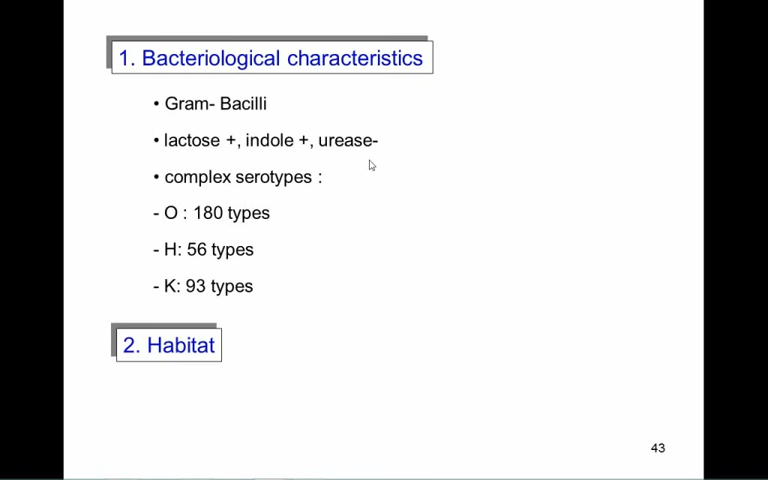 1. Bacteriological characteristics
• Gram- Bacilli
• lactose +, indole +, urease-
• complex serotypes :
- O : 180 types
- H: 56 types
- K: 93 types
2. Habitat
43